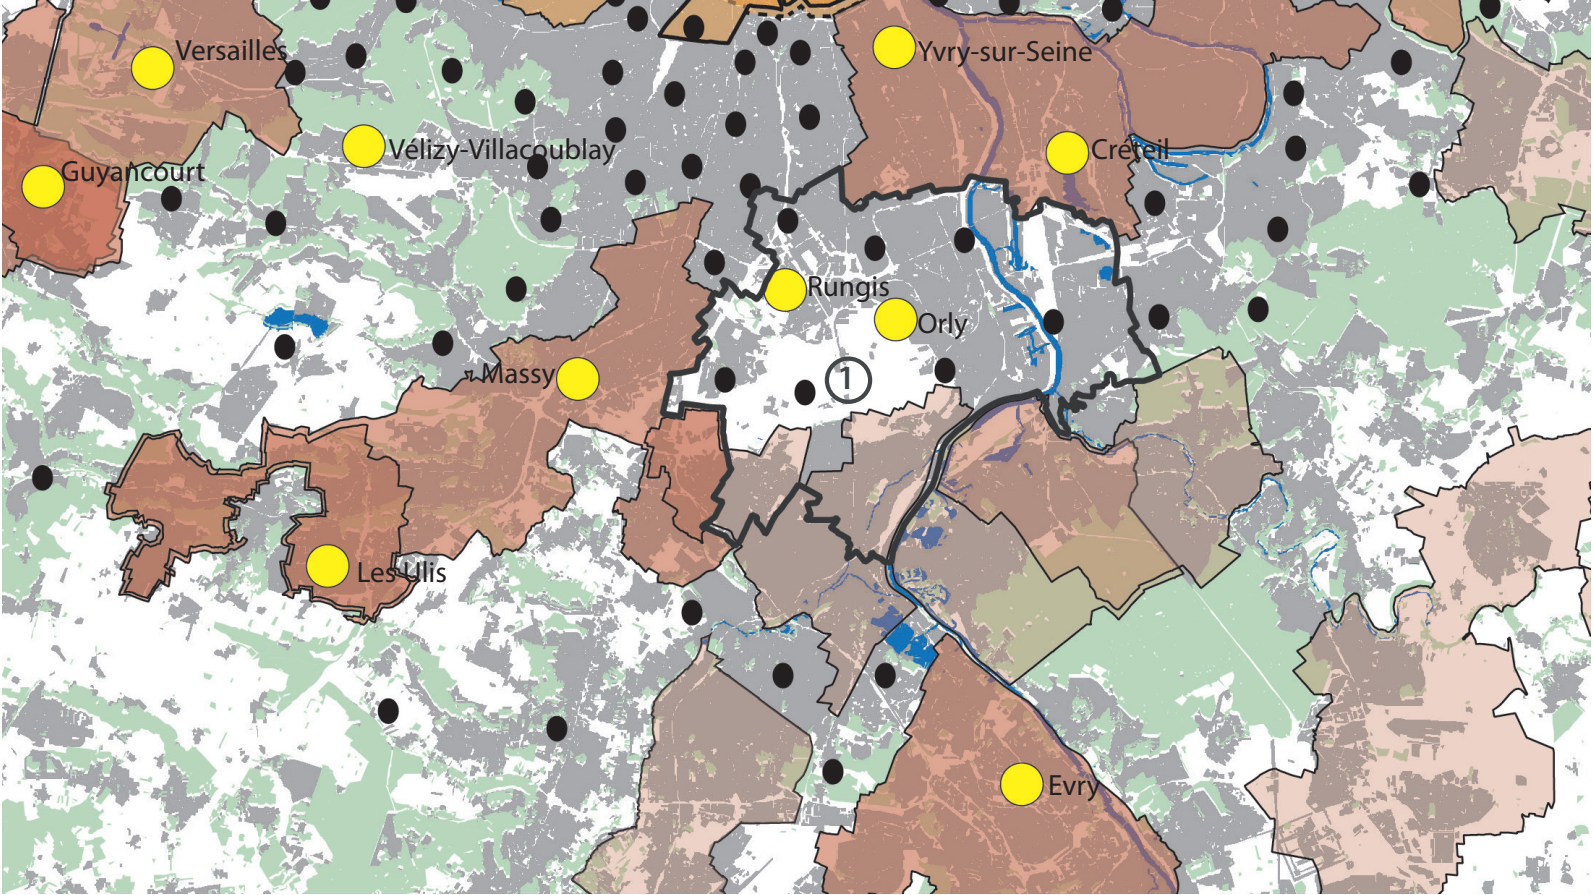 Versailles
Yvry-sur-Seine
Vélizy-Villacoublay
Créteil
Guyancourt
Rungis
Orly
Massy
1
Les Ulis
Evry